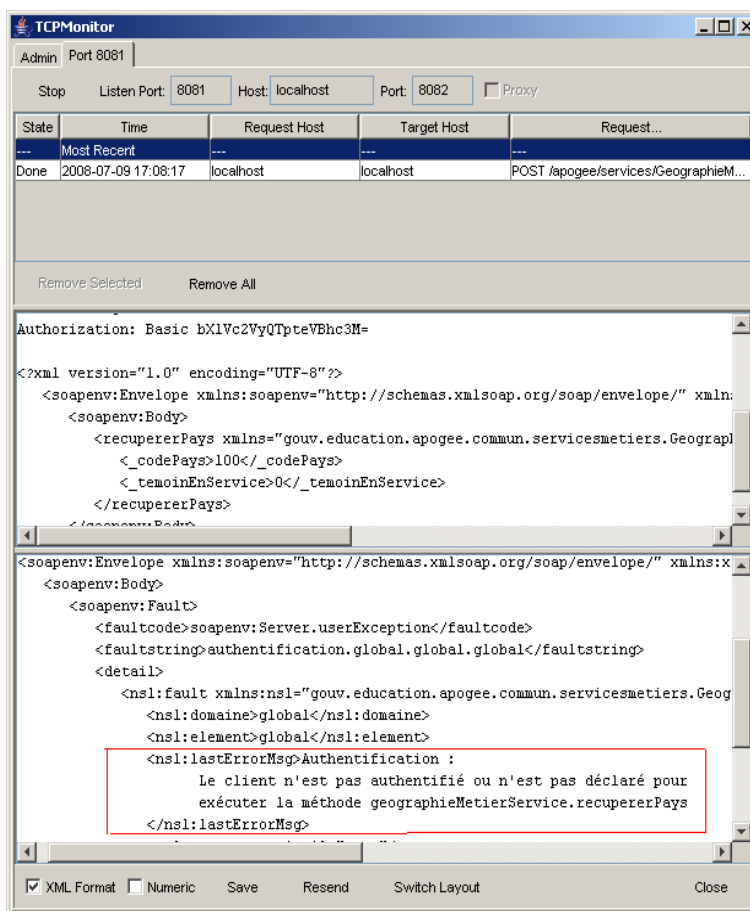 TCPMonitor
Admin Port 8081
Stop Listen Port: 8081 Host: localhost Port: 8082 Proxy
State Time Request Host Target Host Request...
--- Most Recent --- --- ---
Done 2008-07-09 17:08:17 localhost localhost POST /apogee/services/GeographieM...
Remove Selected Remove All
Authorization: Basic bXlVc2VyQTpteVBhc3M=
<?xml version="1.0" encoding="UTF-8"?>
<soapenv:Envelope xmlns:soapenv="http://schemas.xmlsoap.org/soap/envelope/" xmlns
<soapenv:Body>
<recupererPays xmlns="gouv.education.apogee.commun.servicesmetiers.Geograph
<_codePays>100</_codePays>
<_temoinEnService>0</_temoinEnService>
</recupererPays>
</soapenv:Body>
<soapenv:Envelope xmlns:soapenv="http://schemas.xmlsoap.org/soap/envelope/" xmlns:x
<soapenv:Body>
<soapenv:Fault>
<faultcode>soapenv:Server.userException</faultcode>
<faultstring>authentification.global.global.global</faultstring>
<detail>
<ns1:fault xmlns:ns1="gouv.education.apogee.commun.servicesmetiers.Geog
<ns1:domaine>global</ns1:domaine>
<ns1:element>global</ns1:element>
<ns1:lastErrorMsg>Authentification :
Le client n'est pas authentifié ou n'est pas déclaré pour
exécuter la méthode geographieMetierService.recupererPays
</ns1:lastErrorMsg>
XML Format Numeric Save Resend Switch Layout Close